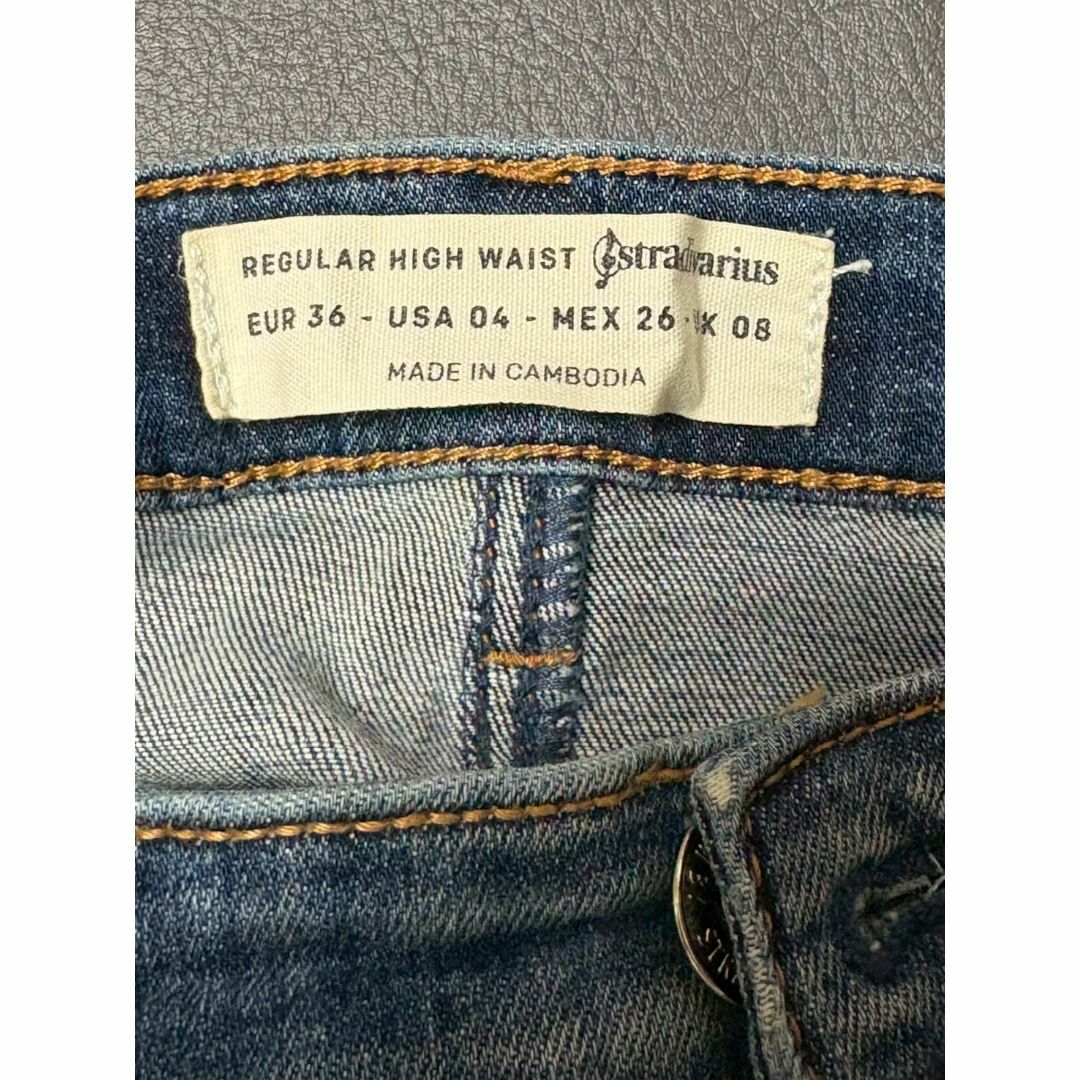 REGULAR HIGH WAIST stradivarius
EUR 36 - USA 04 - MEX 26 - UK 08
MADE IN CAMBODIA